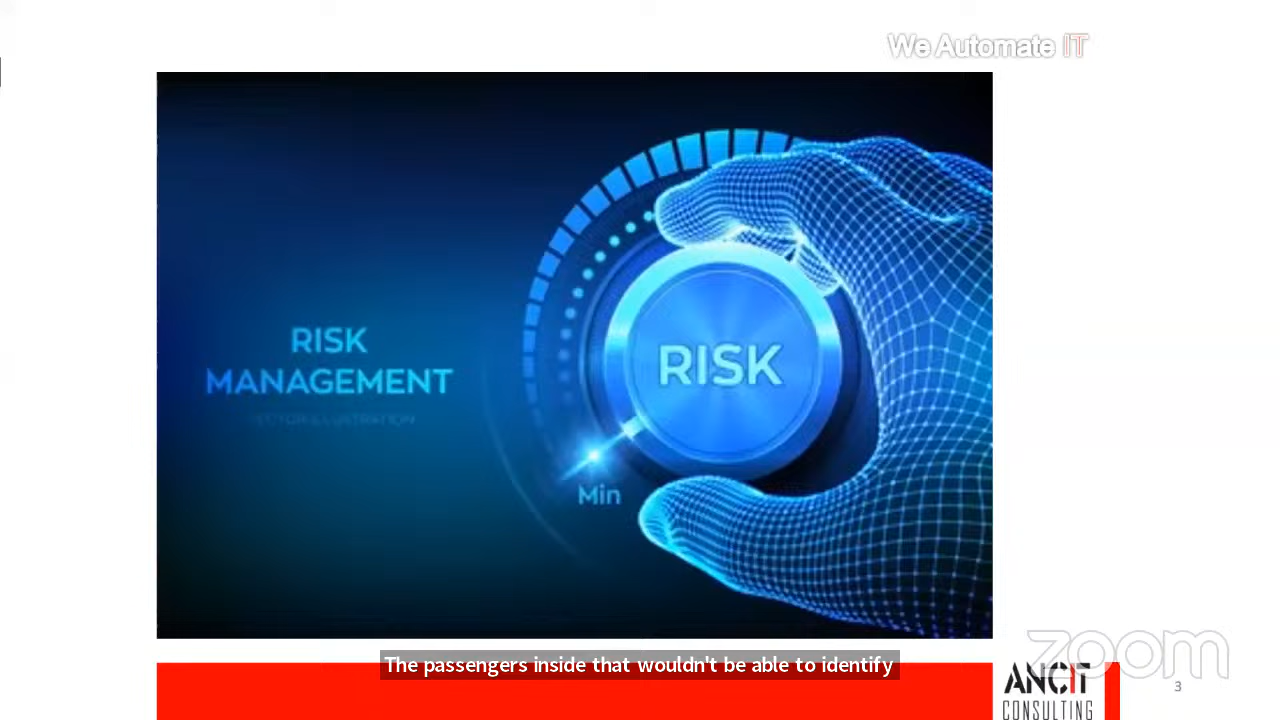 We Automate IT
RISK
MANAGEMENT
RISK
Min
The passengers inside that wouldn't be able to identify
zoom
ANCIT
CONSULTING
3